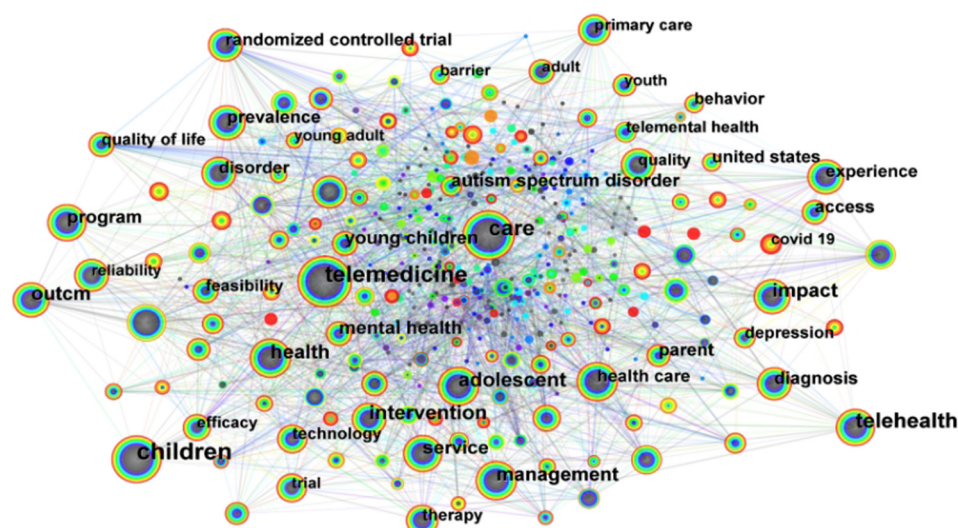 primary care
randomized controlled trial
adult
barrier
youth
behavior
prevalence
telemental health
young adult
quality of life
united states
quality
disorder
experience
autism spectrum disorder
access
program
care
young children
covid 19
reliability
telemedicine
feasibility
impact
outcm
mental health
depression
parent
health
health care
diagnosis
adolescent
intervention
telehealth
efficacy
technology
service
children
management
trial
therapy